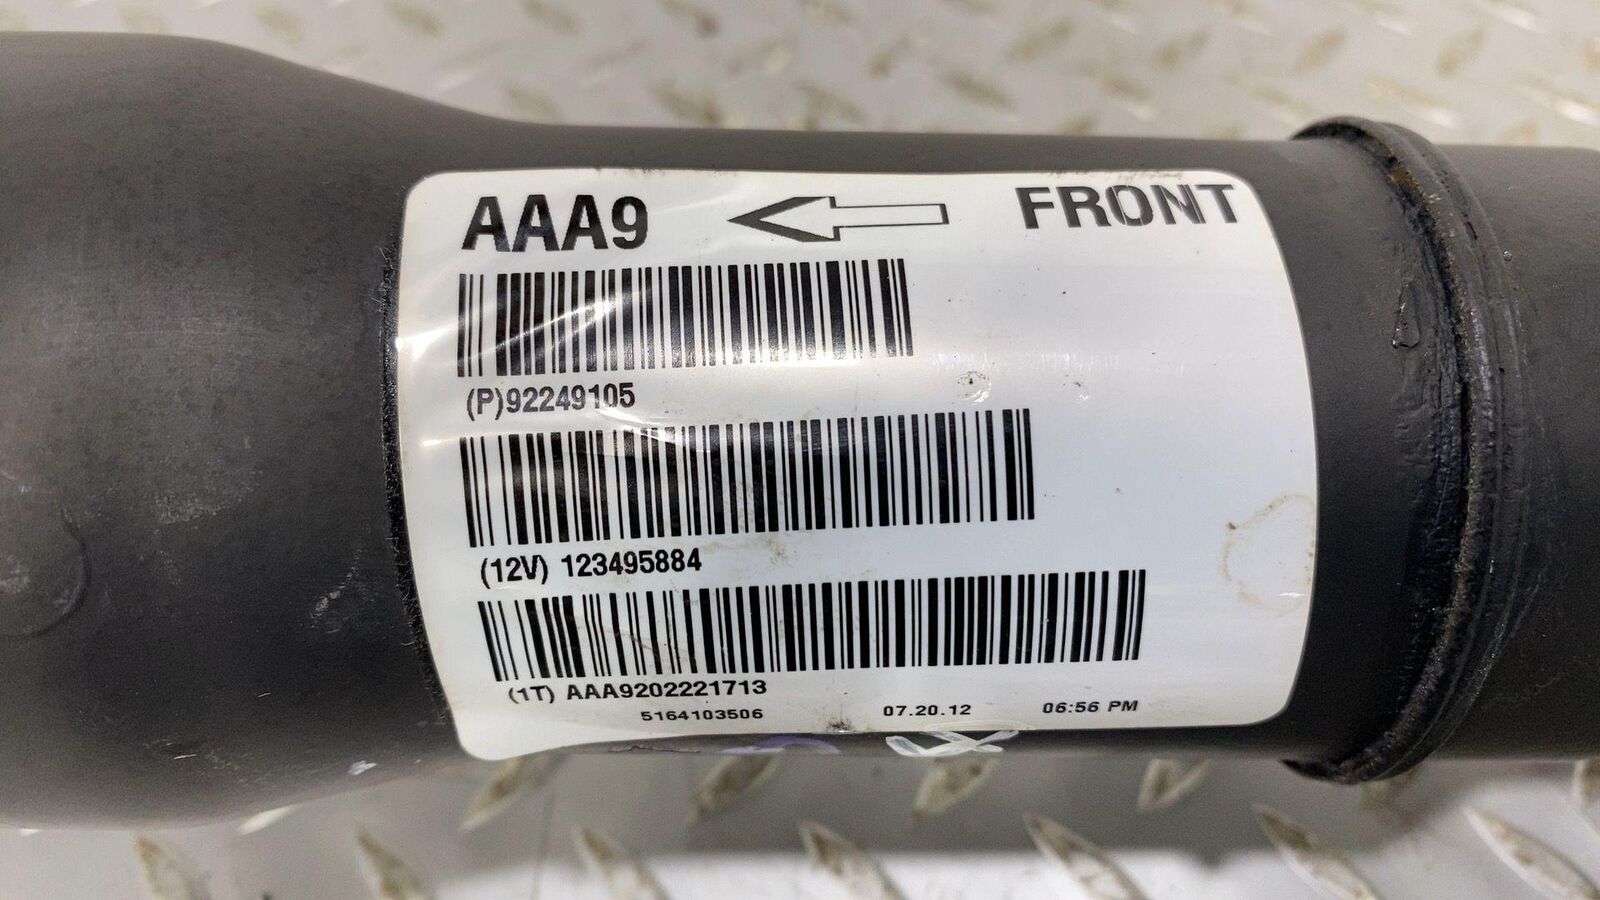 AAA9 FRONT
(P)92249105
(12V) 123495884
(1T) AAA9202221713
5164103506 07.20.12 06:56 PM